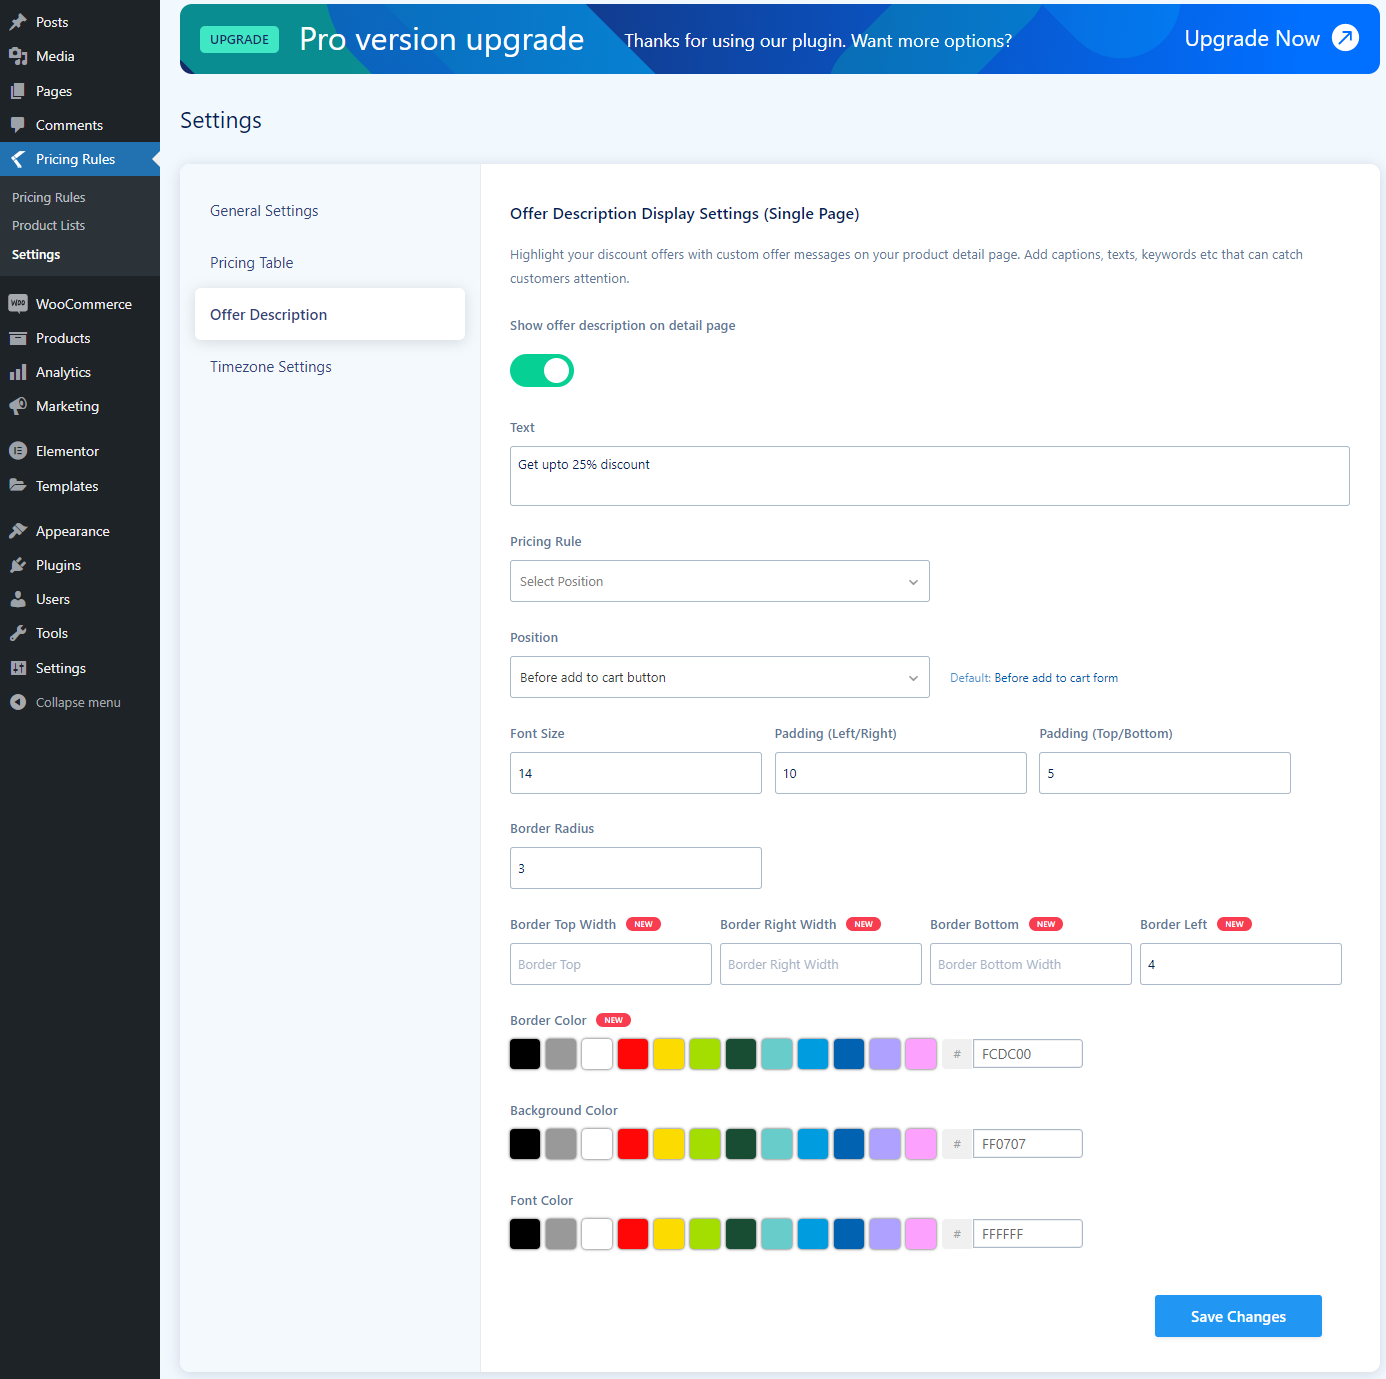 Posts
Media
Pages
Comments
Pricing Rules
Pricing Rules
Product Lists
Settings
WOO WooCommerce
Products
Analytics
Marketing
Elementor
Templates
Appearance
Plugins
Users
Tools
Settings
Collapse menu
UPGRADE Pro version upgrade Thanks for using our plugin. Want more options? Upgrade Now
Settings
General Settings
Pricing Table
Offer Description
Timezone Settings
Offer Description Display Settings (Single Page)
Highlight your discount offers with custom offer messages on your product detail page. Add captions, texts, keywords etc that can catch
customers attention.
Show offer description on detail page
Text
Get upto 25% discount
Pricing Rule
Select Position
Position
Before add to cart button Default: Before add to cart form
Font Size Padding (Left/Right) Padding (Top/Bottom)
14 10 5
Border Radius
3
Border Top Width NEW Border Right Width NEW Border Bottom NEW Border Left NEW
Border Top Border Right Width Border Bottom Width 4
Border Color NEW
# FCDC00
Background Color
# FF0707
Font Color
# FFFFFF
Save Changes